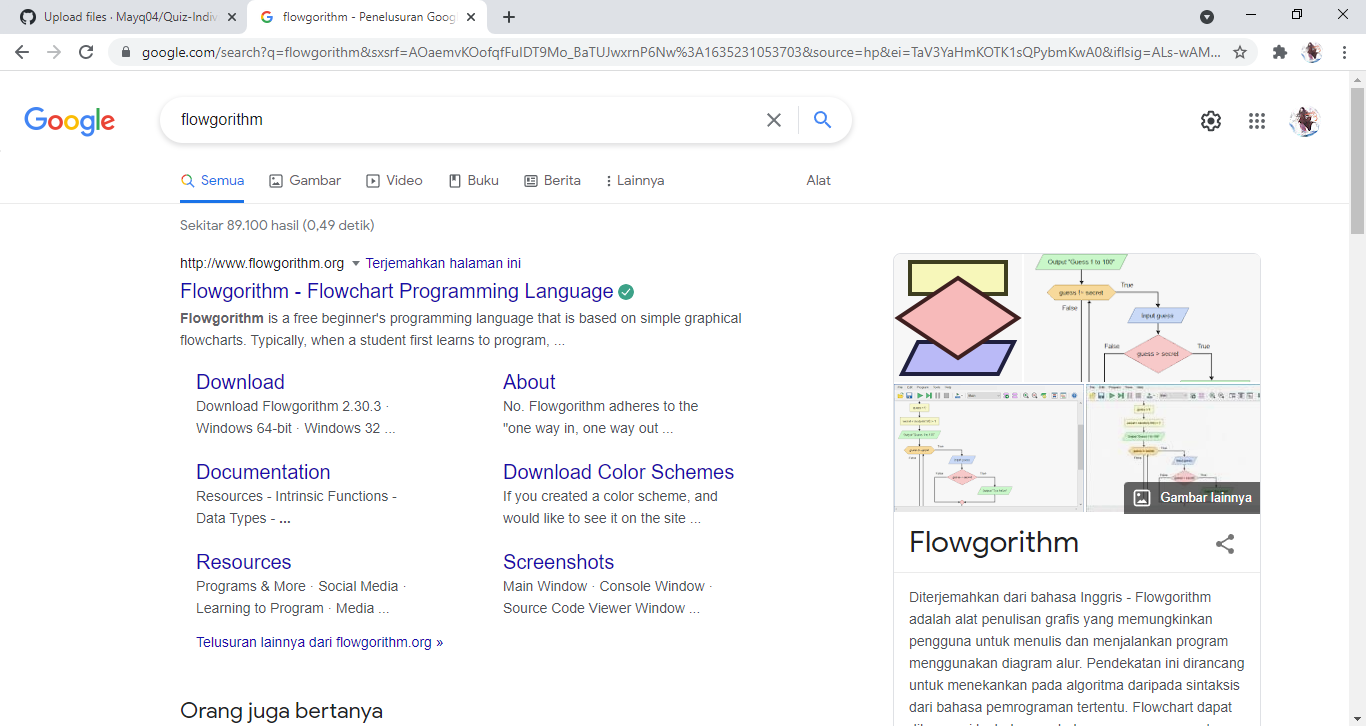 Upload files · Mayq04/Quiz-Indiv
flowgorithm - Penelusuran Goog
google.com/search?q=flowgorithm&sxsrf=AOaemvKOofqfFuIDT9Mo_BaTUJwxrnP6Nw%3A1635231053703&source=hp&ei=TaV3YaHmKOTK1sQPybmKwA0&iflsig=ALs-wAM...
Google
flowgorithm
Semua Gambar Video Buku Berita Lainnya Alat
Sekitar 89.100 hasil (0,49 detik)
http://www.flowgorithm.org Terjemahkan halaman ini
Flowgorithm - Flowchart Programming Language
Flowgorithm is a free beginner's programming language that is based on simple graphical
flowcharts. Typically, when a student first learns to program, ...
Download
Download Flowgorithm 2.30.3 ·
Windows 64-bit · Windows 32 ...
About
No. Flowgorithm adheres to the
"one way in, one way out ...
Documentation
Resources - Intrinsic Functions -
Data Types - ...
Download Color Schemes
If you created a color scheme, and
would like to see it on the site ...
Resources
Programs & More · Social Media ·
Learning to Program · Media ...
Screenshots
Main Window · Console Window ·
Source Code Viewer Window ...
Telusuran lainnya dari flowgorithm.org »
Orang juga bertanya
Output "Guess 1 to 100"
guess != secret
True
False
Input guess
False
True
guess > secret
Gambar lainnya
Flowgorithm
Diterjemahkan dari bahasa Inggris - Flowgorithm
adalah alat penulisan grafis yang memungkinkan
pengguna untuk menulis dan menjalankan program
menggunakan diagram alur. Pendekatan ini dirancang
untuk menekankan pada algoritma daripada sintaksis
dari bahasa pemrograman tertentu. Flowchart dapat